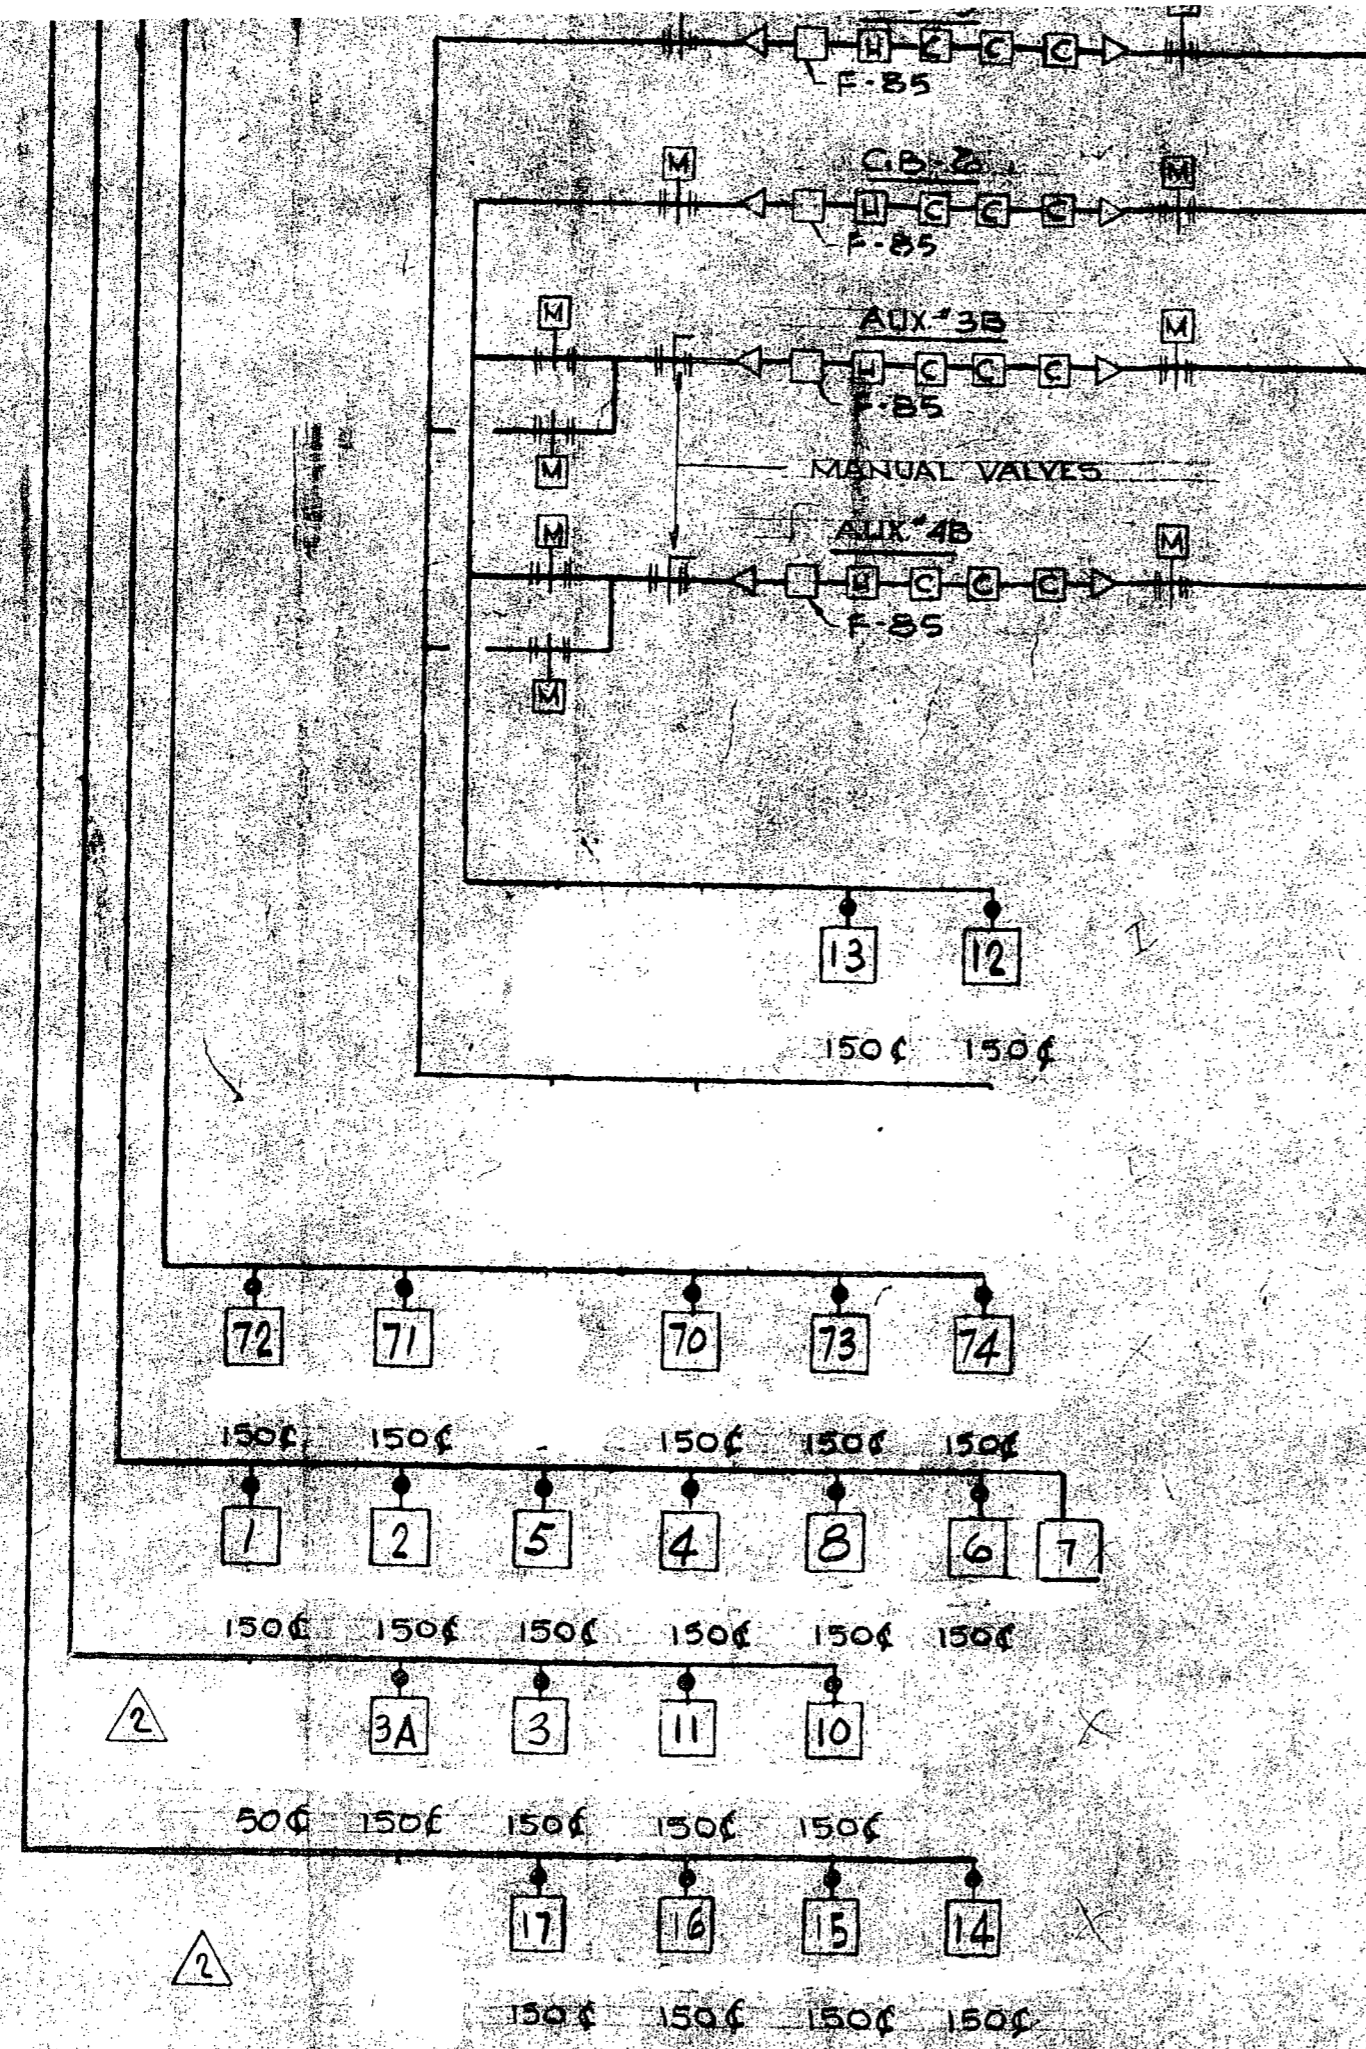 H C C C
F-85
M M
H C C C
F-85
M AUX. #3B M
H C C C
F-85
M
MANUAL VALVES
M AUX. #4B M
H C C C
F-85
M
13 12
150¢ 150¢
72 71 70 73 74
150¢ 150¢ 150¢ 150¢ 150¢
1 2 5 4 8 6 7
150¢ 150¢ 150¢ 150¢ 150¢ 150¢
2 3A 3 11 10
50¢ 150¢ 150¢ 150¢ 150¢
17 16 15 14
2
150¢ 150¢ 150¢ 150¢